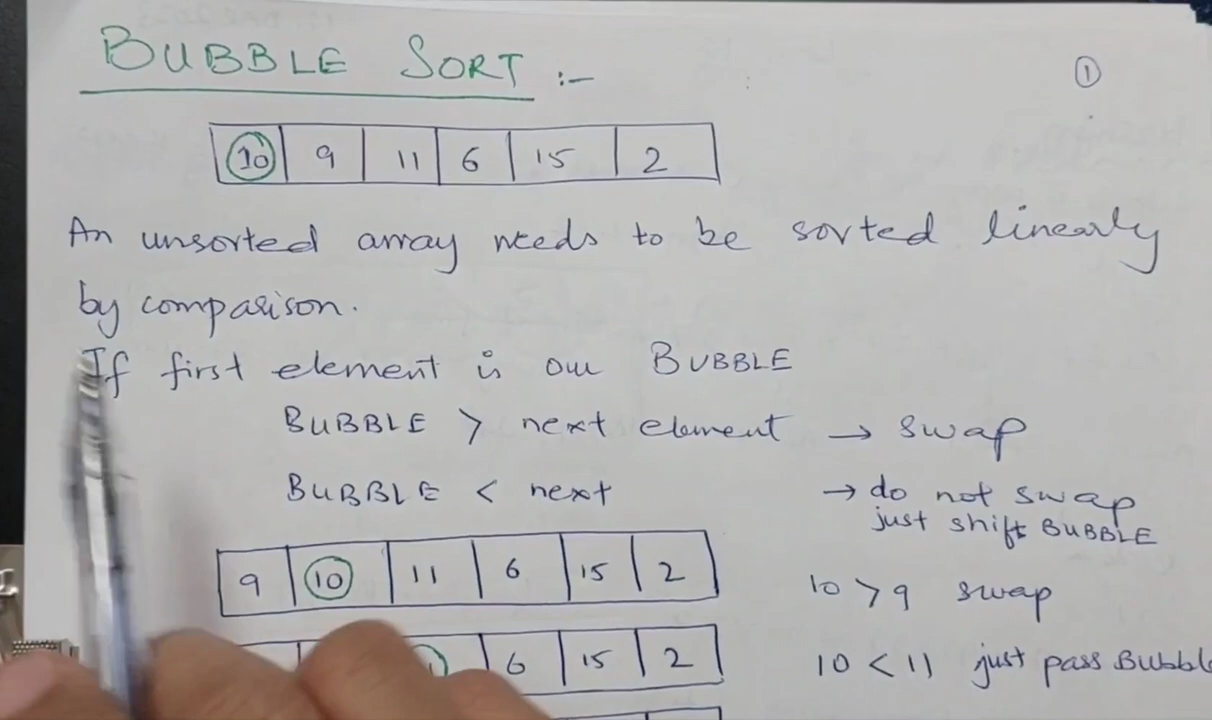 BUBBLE SORT :-
①
10 9 11 6 15 2
An unsorted array needs to be sorted linearly
by comparison.
If first element is our BUBBLE
BUBBLE > next element → swap
BUBBLE < next → do not swap
just shift BUBBLE
9 10 11 6 15 2
10 > 9 swap
6 15 2
10 < 11 just pass Bubble